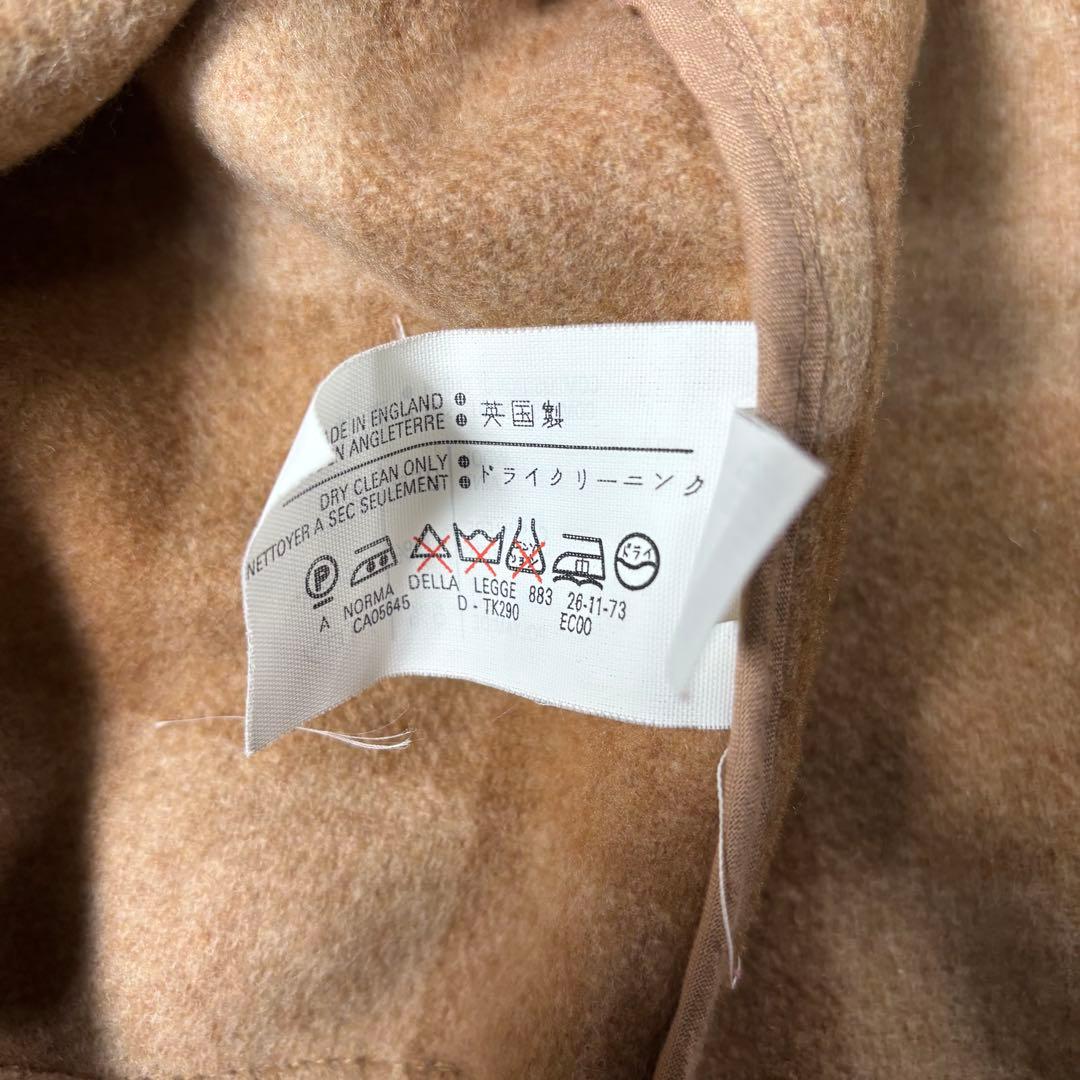 IN ENGLAND : 英国製
ANGLETERRE
DRY CLEAN ONLY : ドライクリーニング
NETTOYER A SEC SEULEMENT
P ドライ
A NORMA DELLA LEGGE 883 26-11-73
CA05645 D - TK290 EC00